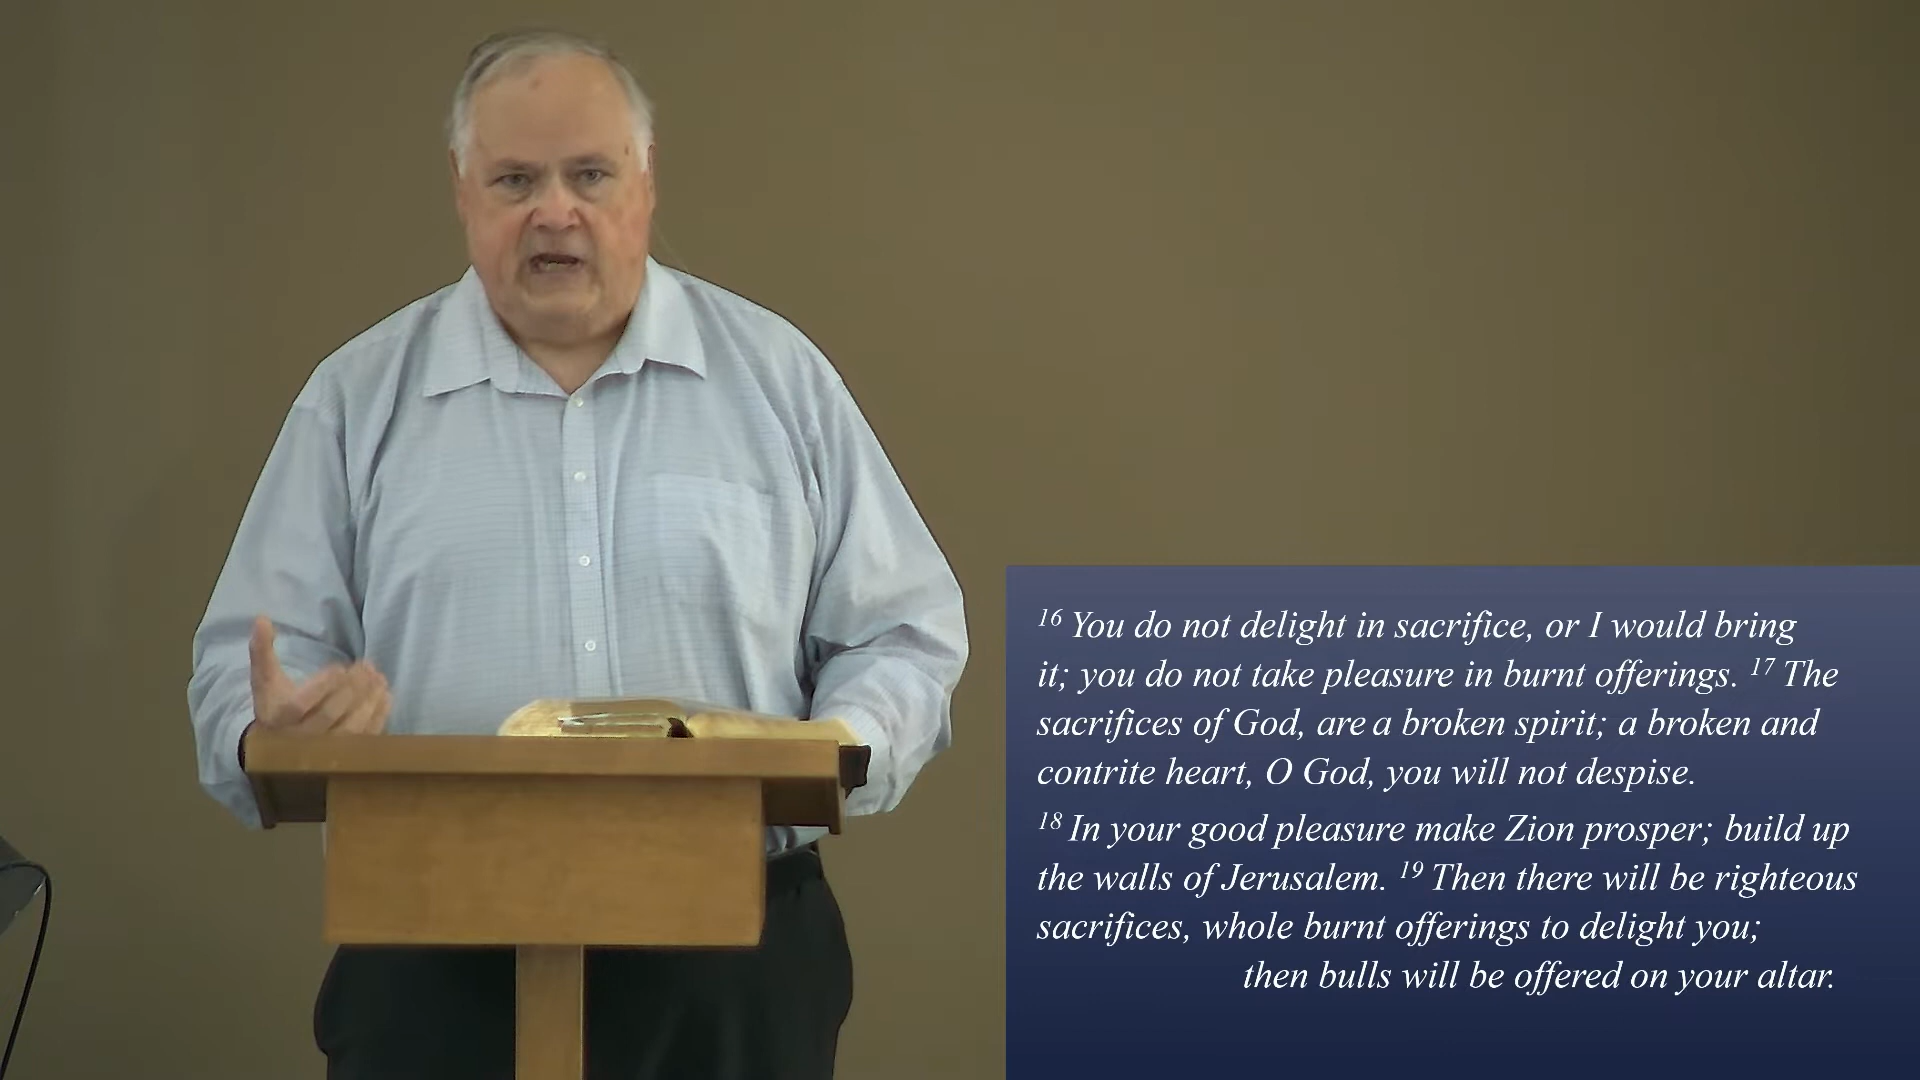 16 You do not delight in sacrifice, or I would bring
it; you do not take pleasure in burnt offerings. 17 The
sacrifices of God, are a broken spirit; a broken and
contrite heart, O God, you will not despise.
18 In your good pleasure make Zion prosper; build up
the walls of Jerusalem. 19 Then there will be righteous
sacrifices, whole burnt offerings to delight you;
then bulls will be offered on your altar.